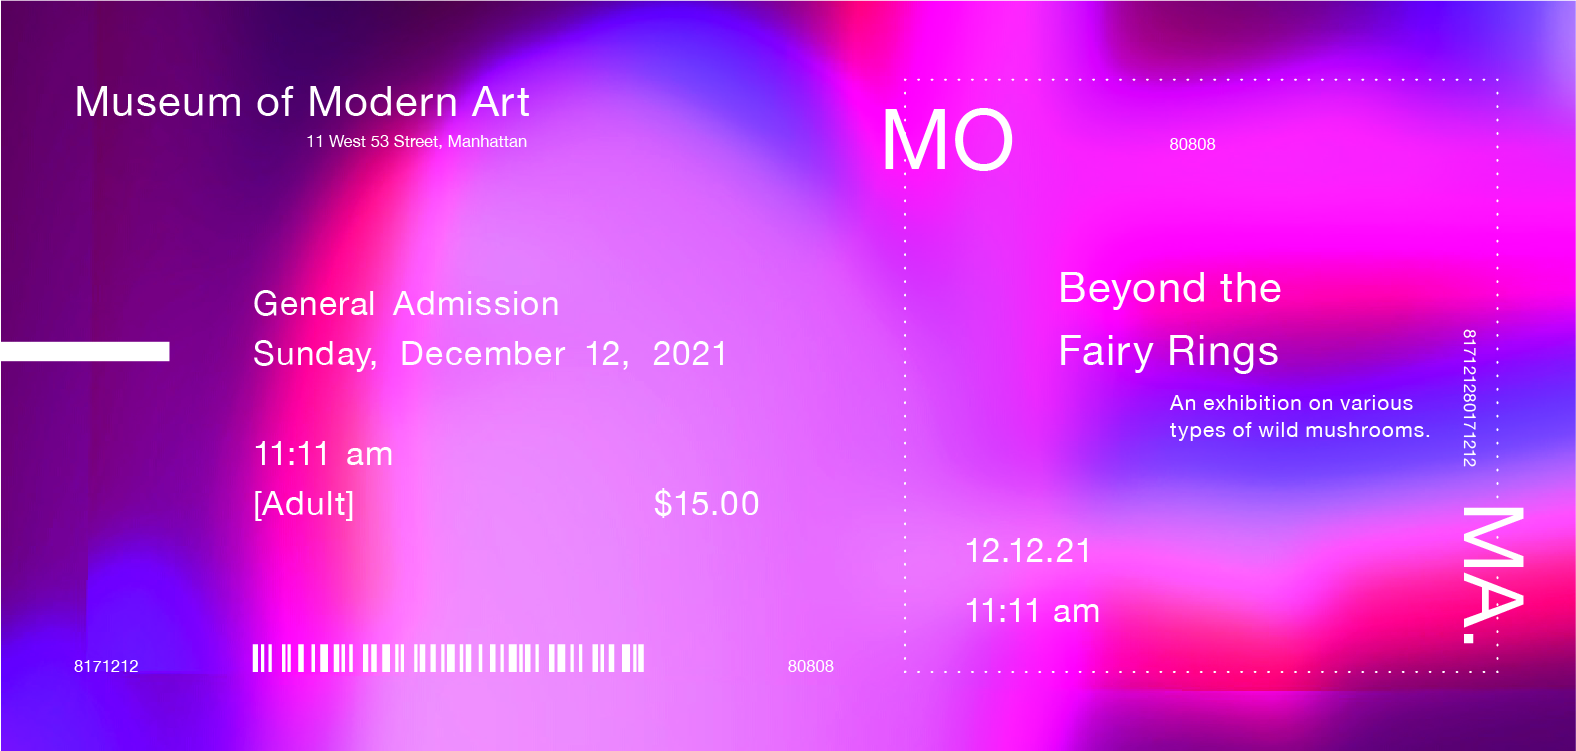 Museum of Modern Art
11 West 53 Street, Manhattan
General Admission
Sunday, December 12, 2021
11:11 am
[Adult] $15.00
8171212
80808
MO
80808
Beyond the
Fairy Rings
An exhibition on various
types of wild mushrooms.
12.12.21
11:11 am
817121280171212
MA.